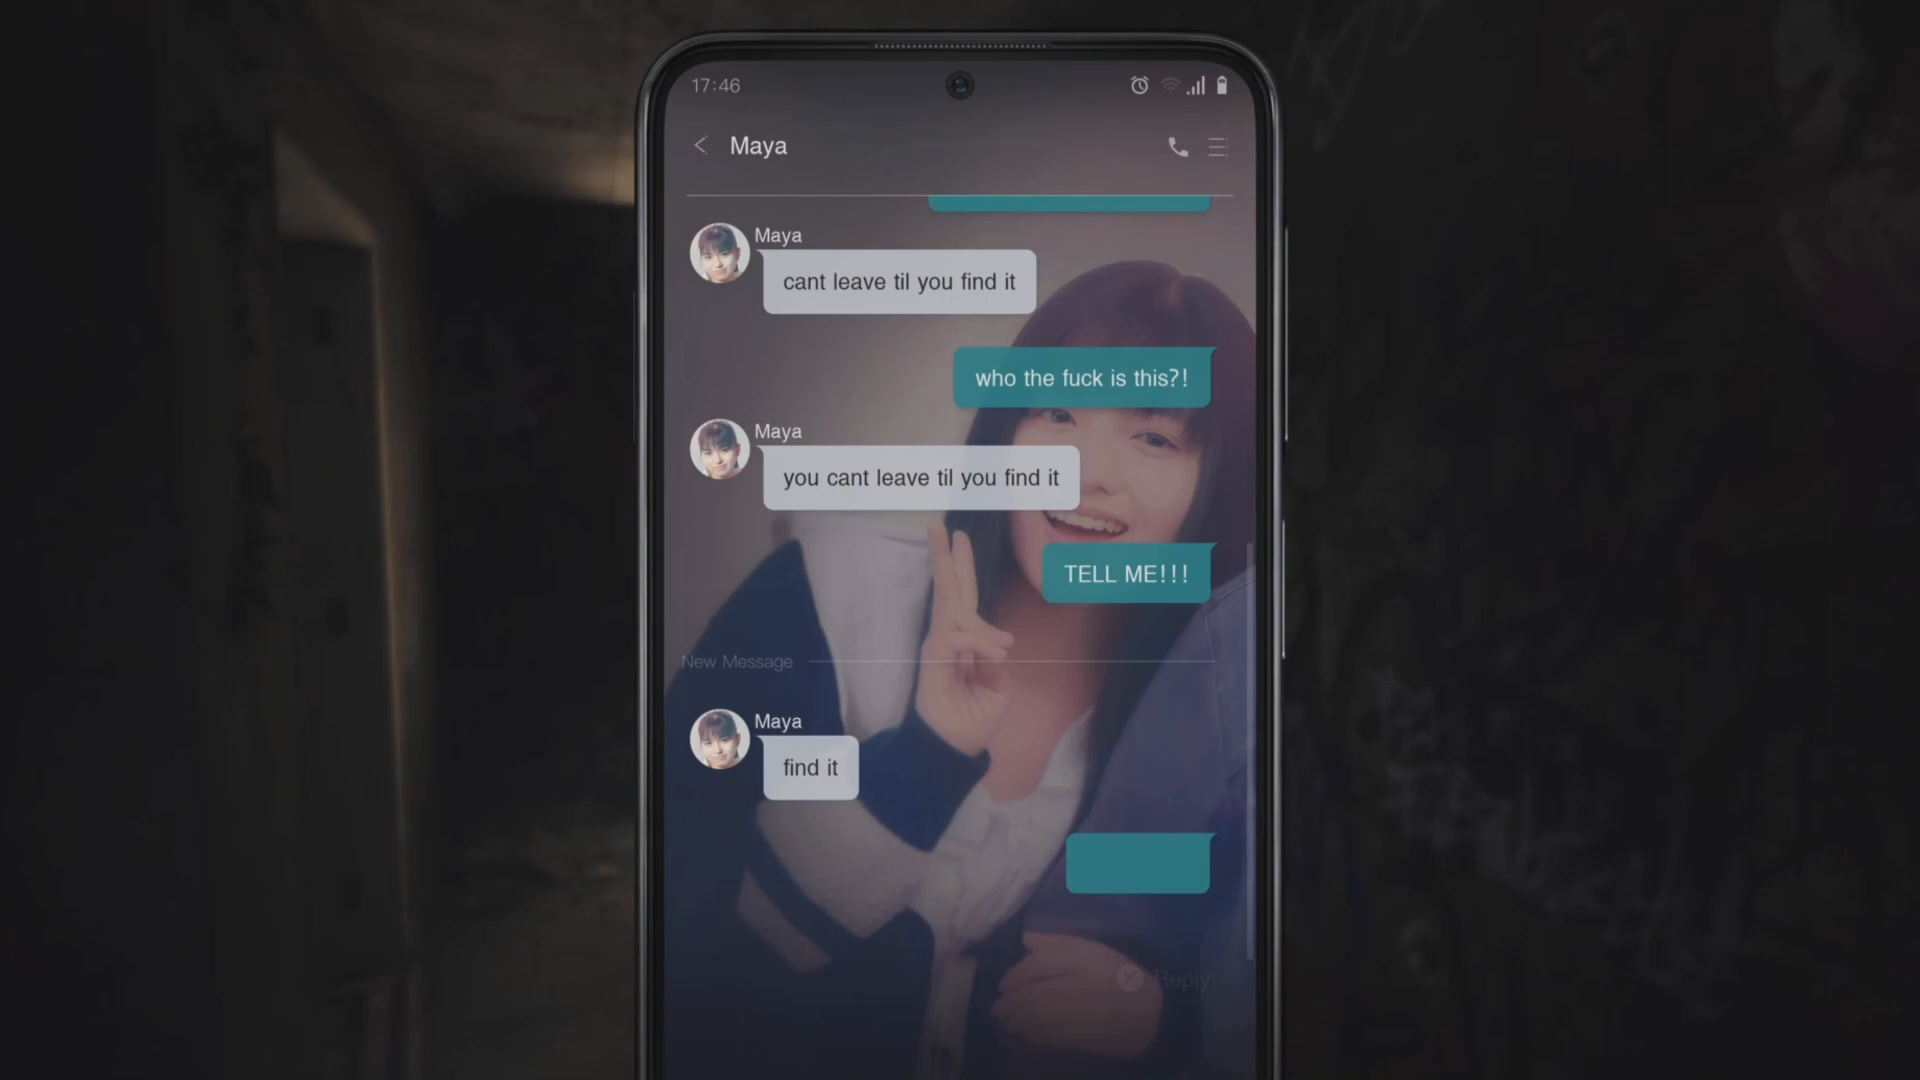 17:46
Maya
Maya
cant leave til you find it
who the fuck is this?!
Maya
you cant leave til you find it
TELL ME!!!
New Message
Maya
find it
Reply